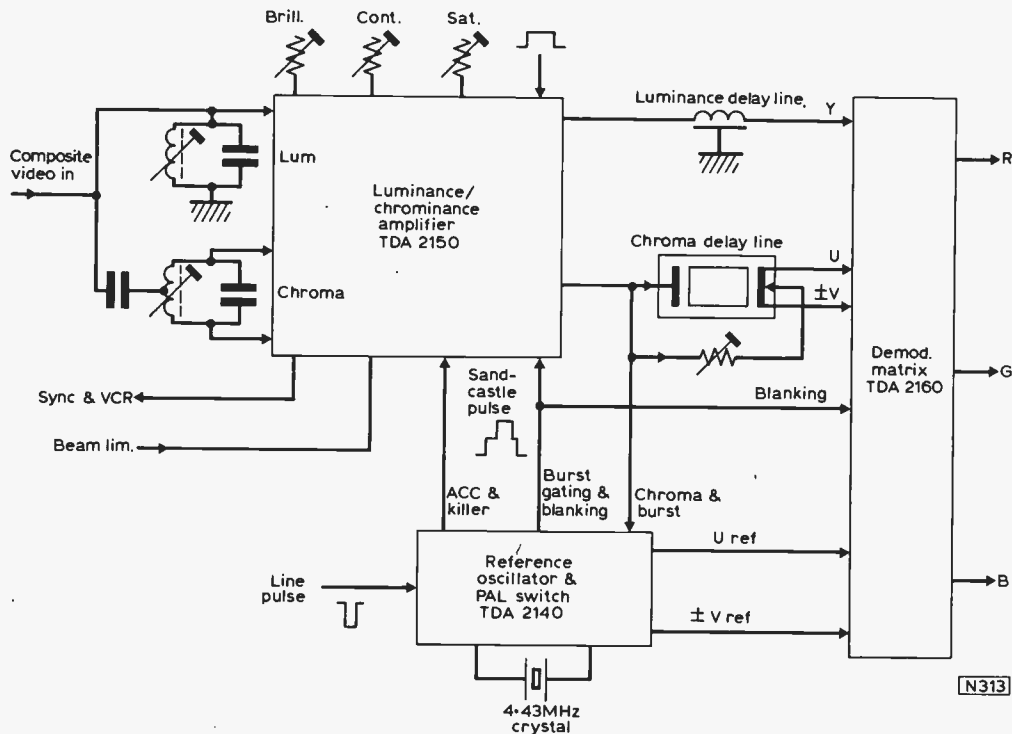 Brill.
Cont.
Sat.
Composite
video in
Lum
Luminance/
chrominance
amplifier
TDA 2150
Luminance delay line.
Y
R
Chroma delay line
U
±V
Chroma
Demod.
matrix
TDA 2160
G
Sync & VCR
Sand-
castle
pulse
Blanking
Beam lim.
ACC &
killer
Burst
gating &
blanking
Chroma &
burst
U ref
B
Line
pulse
Reference
oscillator &
PAL switch
TDA 2140
± V ref
4·43MHz
crystal
N313